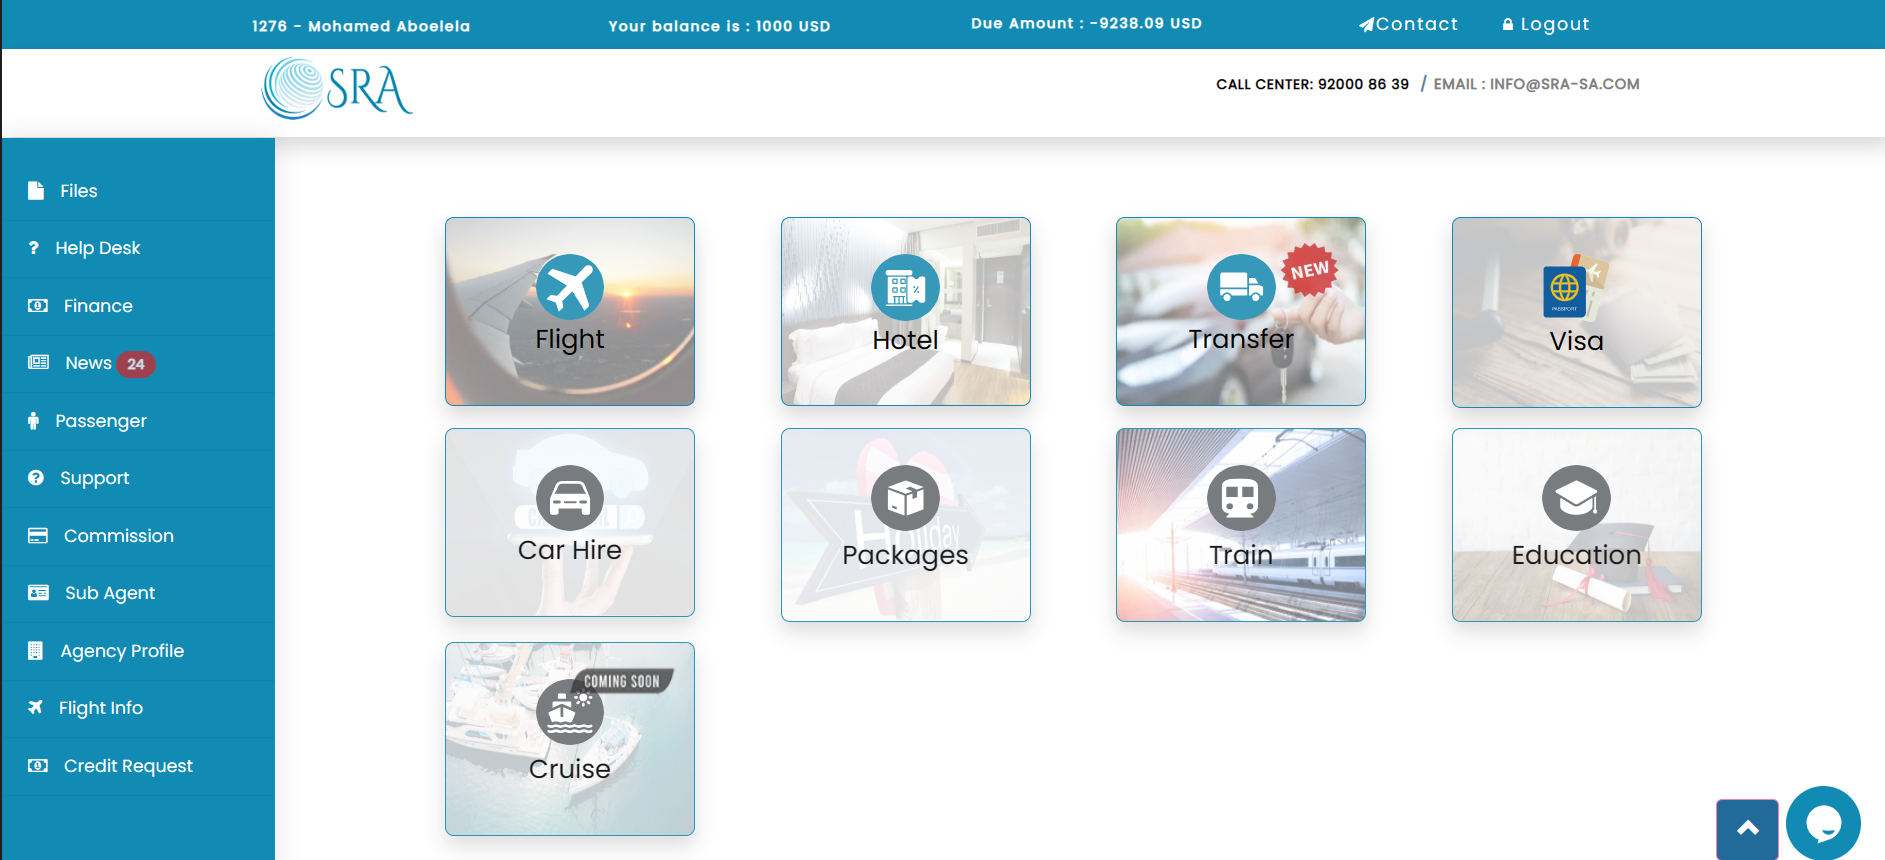 1276 - Mohamed Aboelela
Your balance is : 1000 USD
Due Amount : -9238.09 USD
Contact
Logout
SRA
CALL CENTER: 92000 86 39 / EMAIL : INFO@SRA-SA.COM
Files
Help Desk
Finance
News 24
Passenger
Support
Commission
Sub Agent
Agency Profile
Flight Info
Credit Request
Flight
Hotel
NEW
Transfer
PASSPORT
Visa
Car Hire
Holiday
Packages
Train
Education
COMING SOON
Cruise